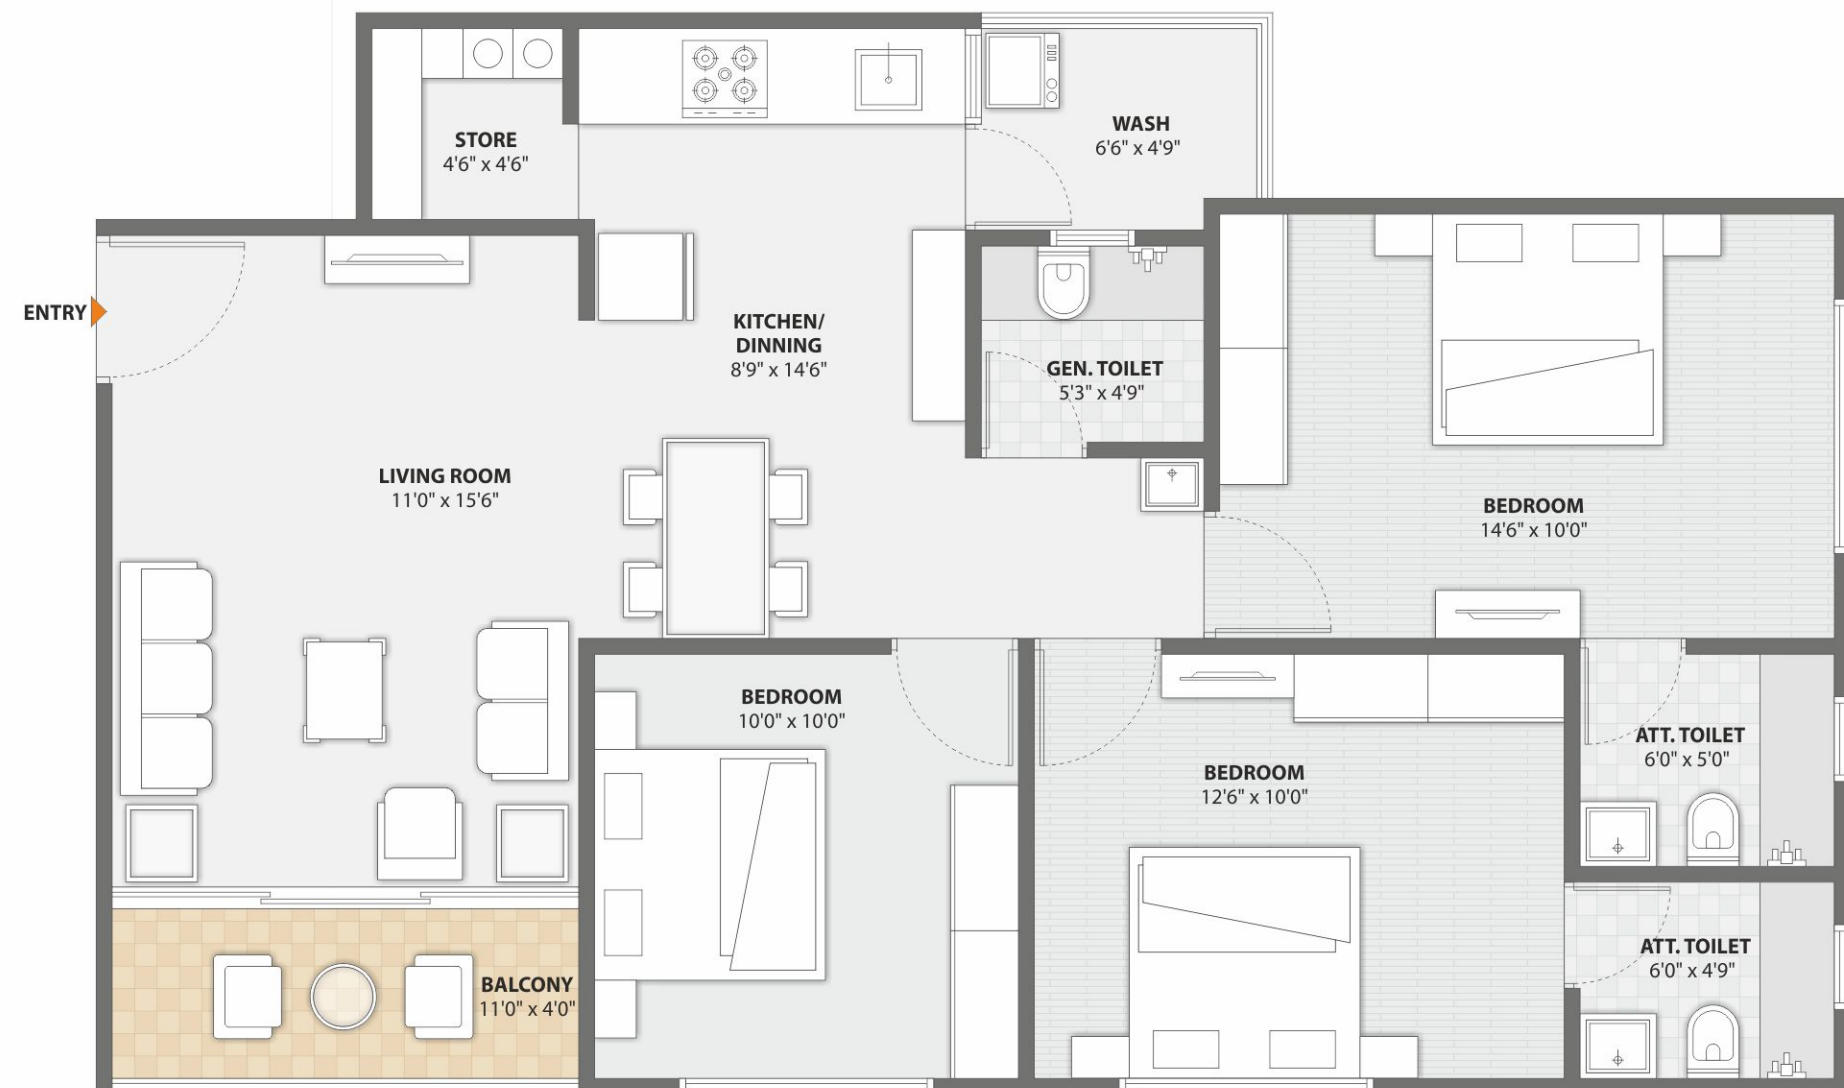 STORE
4'6" x 4'6"
WASH
6'6" x 4'9"
ENTRY
KITCHEN/
DINNING
8'9" x 14'6"
GEN. TOILET
5'3" x 4'9"
LIVING ROOM
11'0" x 15'6"
BEDROOM
14'6" x 10'0"
BEDROOM
10'0" x 10'0"
BEDROOM
12'6" x 10'0"
ATT. TOILET
6'0" x 5'0"
ATT. TOILET
6'0" x 4'9"
BALCONY
11'0" x 4'0"